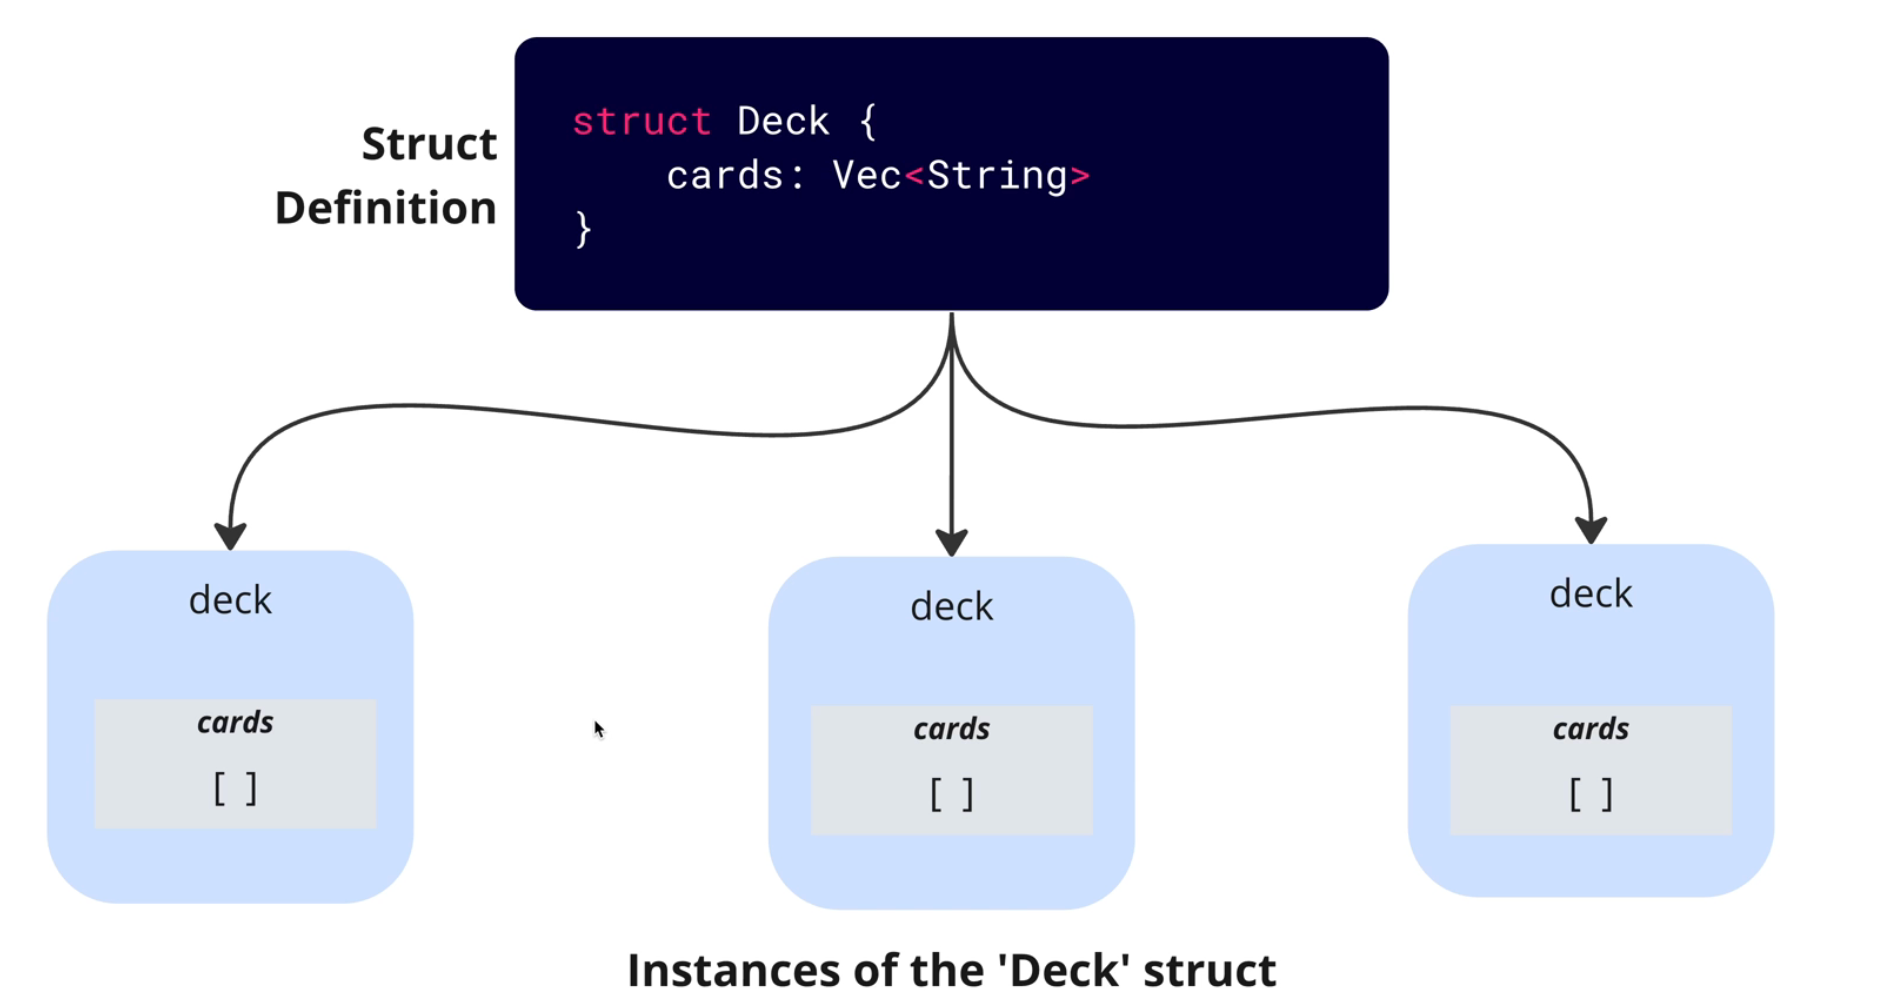 Struct
Definition
struct Deck {
    cards: Vec<String>
}
deck
cards
[ ]
deck
cards
[ ]
deck
cards
[ ]
Instances of the 'Deck' struct